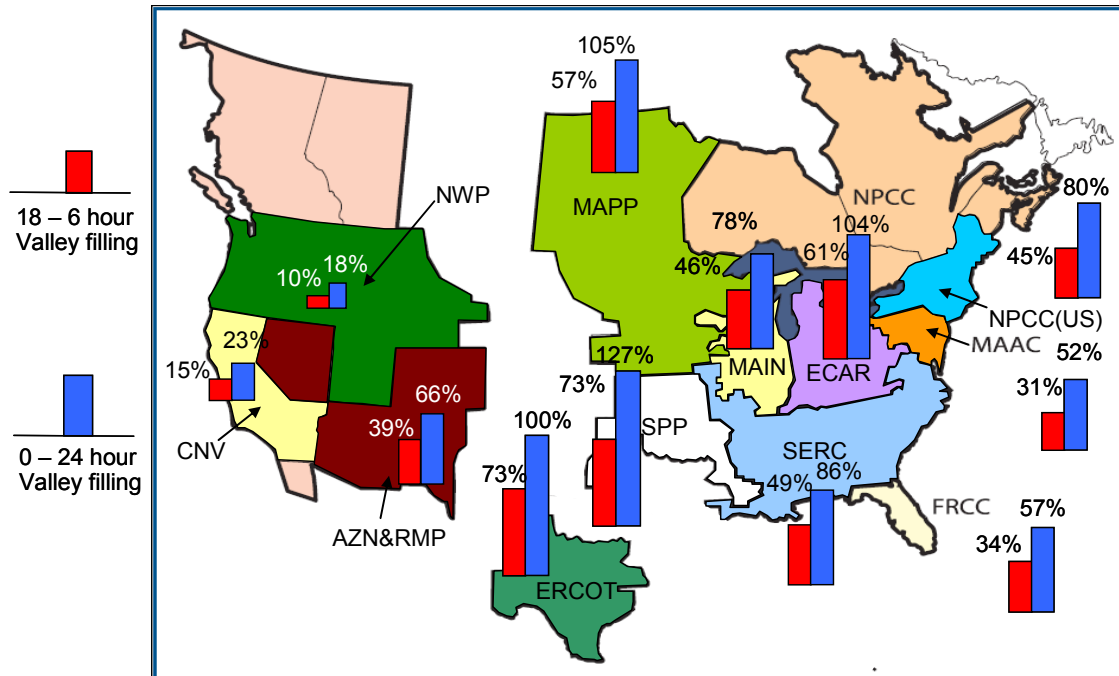 18 – 6 hour
Valley filling
0 – 24 hour
Valley filling
NWP
10%
18%
15%
23%
CNV
39%
66%
AZN&RMP
105%
57%
MAPP
NPCC
78%
46%
MAIN
104%
61%
ECAR
80%
45%
NPCC(US)
MAAC
52%
31%
127%
73%
SPP
100%
73%
ERCOT
SERC
49%
86%
FRCC
57%
34%